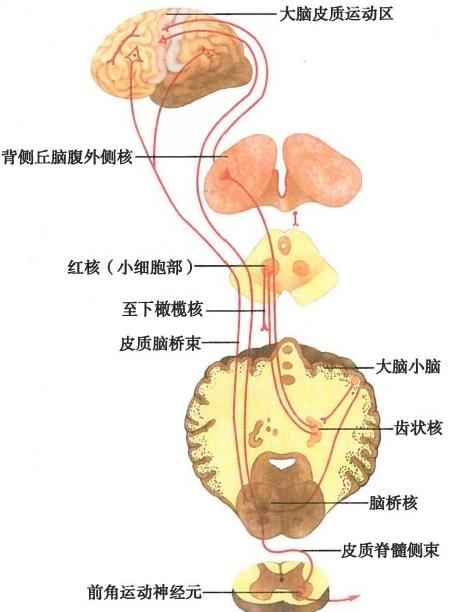 大脑皮质运动区
背侧丘脑腹外侧核
红核（小细胞部）
至下橄榄核
皮质脑桥束
大脑小脑
齿状核
脑桥核
皮质脊髓侧束
前角运动神经元